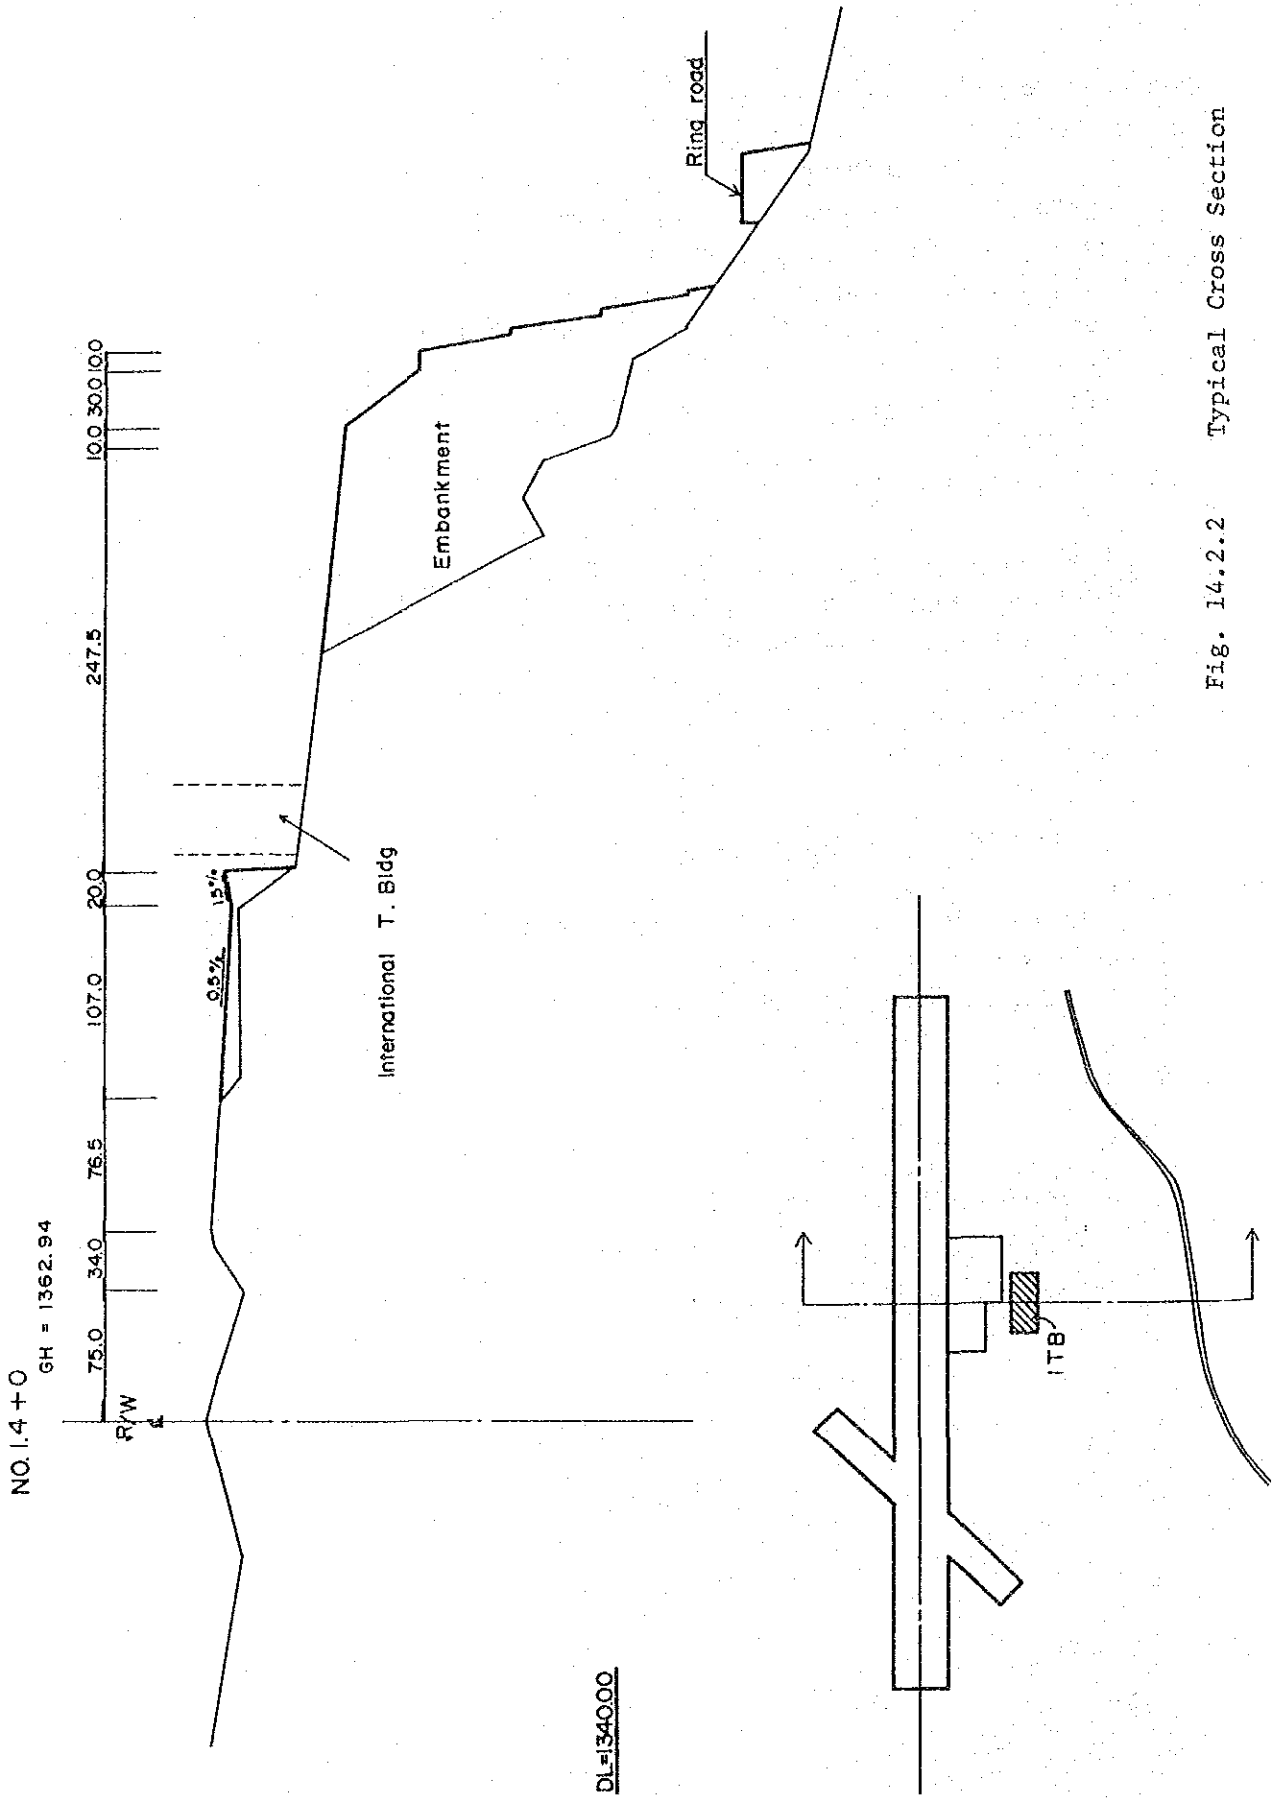 NO.1.4+0
GH = 1362.94
75.0 34.0 76.5 107.0 20.0 247.5 10.0 30.0 10.0
R/W
0.5%
1.5%
International T. Bldg
Embankment
Ring road
DL=1340.00
ITB
Fig. 14.2.2 Typical Cross Section